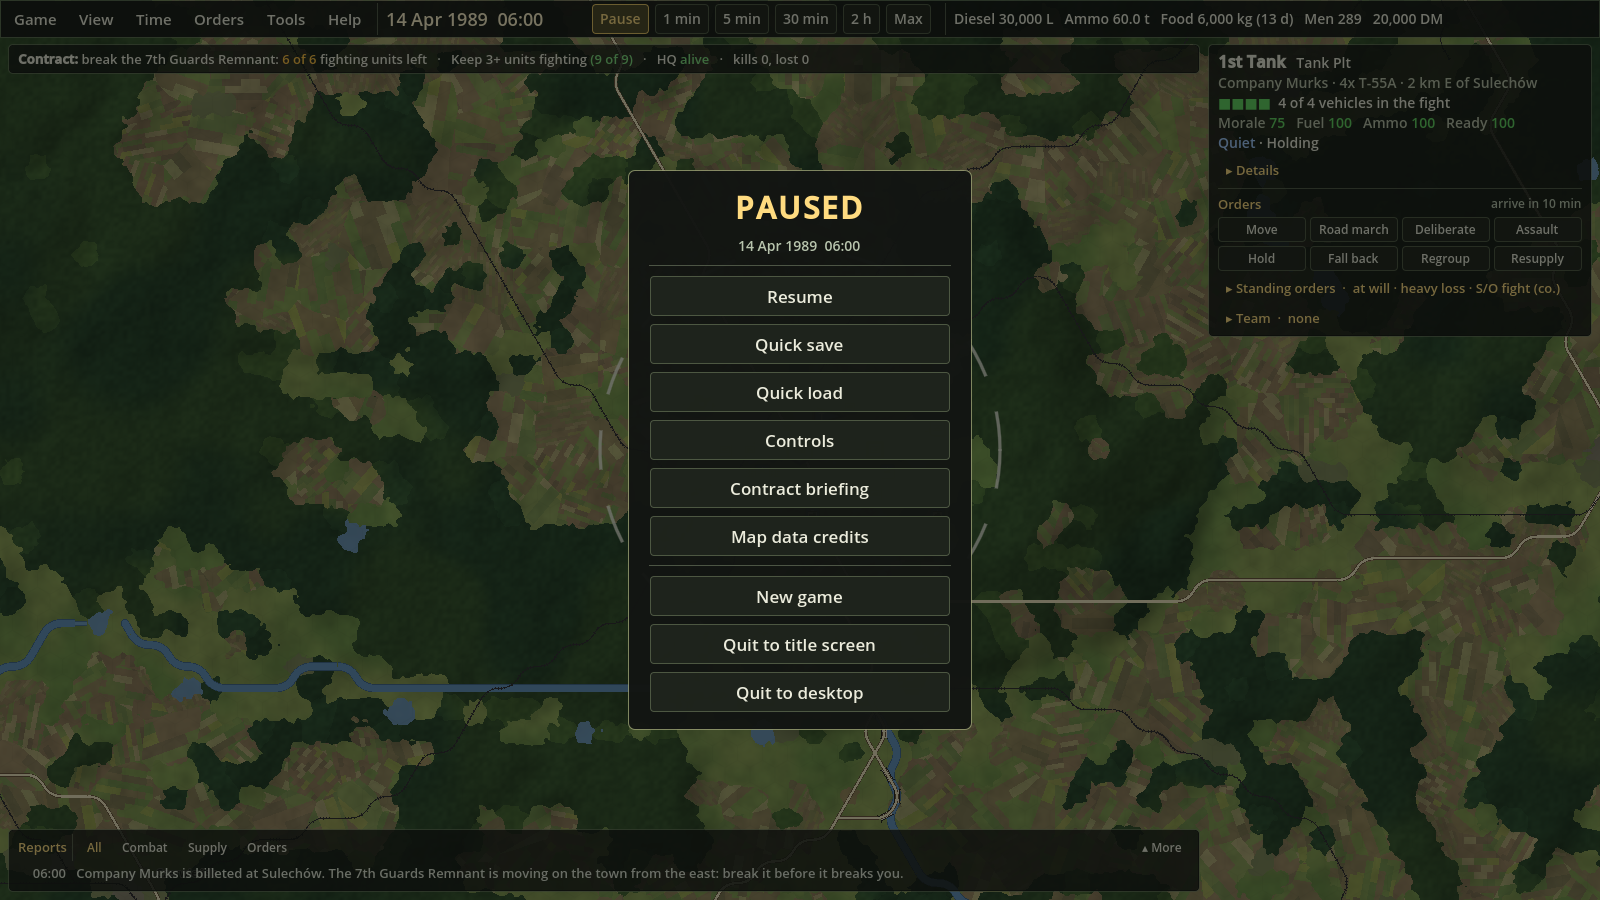 Game View Time Orders Tools Help 14 Apr 1989 06:00 Pause 1 min 5 min 30 min 2 h Max Diesel 30,000 L Ammo 60.0 t Food 6,000 kg (13 d) Men 289 20,000 DM
Contract: break the 7th Guards Remnant: 6 of 6 fighting units left · Keep 3+ units fighting (9 of 9) · HQ alive · kills 0, lost 0
1st Tank Tank Plt
Company Murks · 4x T-55A · 2 km E of Sulechów
4 of 4 vehicles in the fight
Morale 75 Fuel 100 Ammo 100 Ready 100
Quiet · Holding
▸ Details
Orders arrive in 10 min
Move Road march Deliberate Assault
Hold Fall back Regroup Resupply
▸ Standing orders · at will · heavy loss · S/O fight (co.)
▸ Team · none
PAUSED
14 Apr 1989 06:00
Resume
Quick save
Quick load
Controls
Contract briefing
Map data credits
New game
Quit to title screen
Quit to desktop
Reports All Combat Supply Orders ▴ More
06:00 Company Murks is billeted at Sulechów. The 7th Guards Remnant is moving on the town from the east: break it before it breaks you.